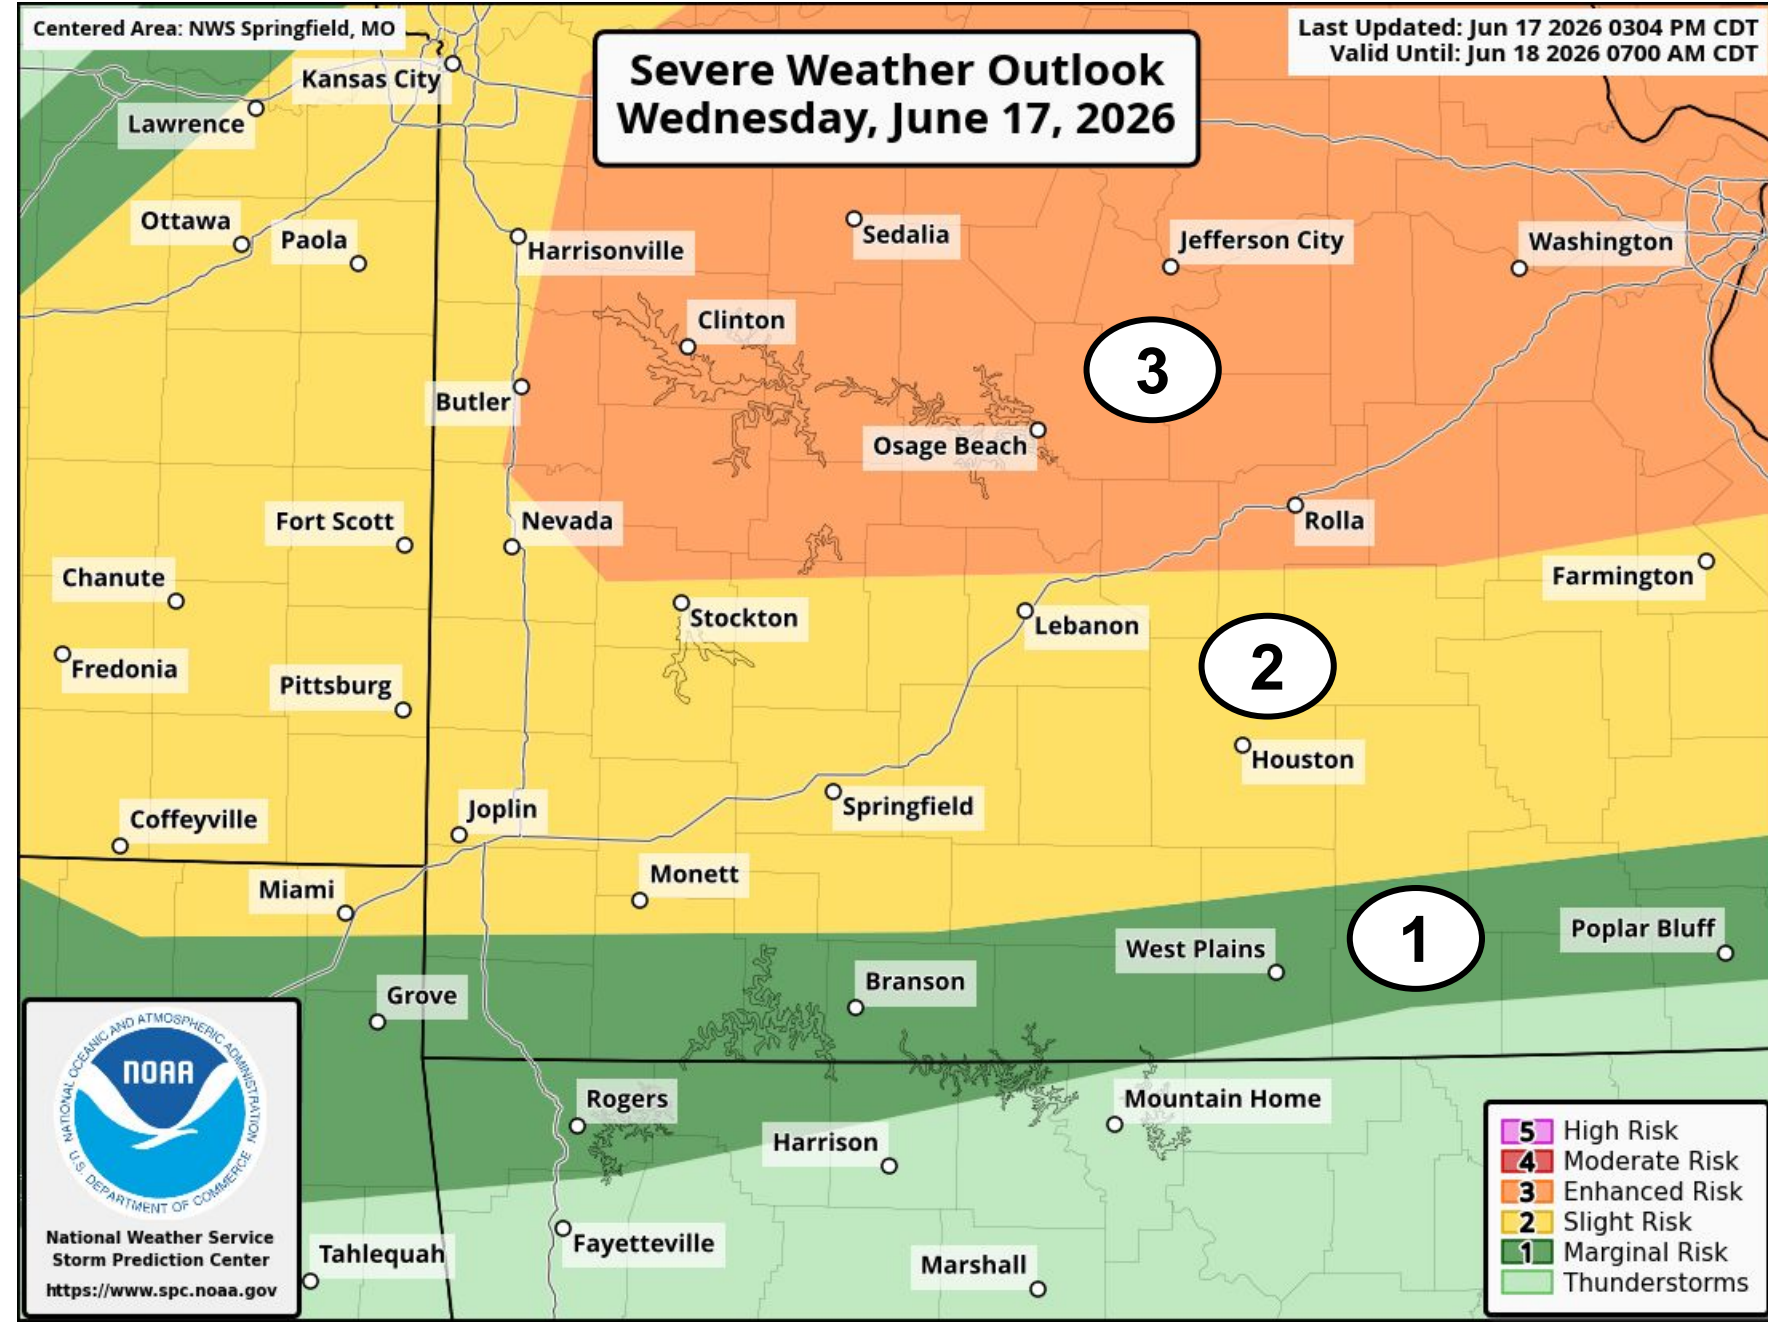 Centered Area: NWS Springfield, MO
Last Updated: Jun 17 2026 0304 PM CDT
Valid Until: Jun 18 2026 0700 AM CDT
Severe Weather Outlook
Wednesday, June 17, 2026
Kansas City
Lawrence
Ottawa
Paola
Harrisonville
Sedalia
Jefferson City
Washington
Clinton
3
Butler
Osage Beach
Fort Scott
Nevada
Rolla
Chanute
Farmington
Stockton
Lebanon
Fredonia
2
Pittsburg
Houston
Coffeyville
Joplin
Springfield
Miami
Monett
Poplar Bluff
1
West Plains
Branson
Grove
Rogers
Mountain Home
Harrison
Fayetteville
Tahlequah
Marshall
NATIONAL OCEANIC AND ATMOSPHERIC ADMINISTRATION
NOAA
U.S. DEPARTMENT OF COMMERCE
National Weather Service
Storm Prediction Center
https://www.spc.noaa.gov
5 High Risk
4 Moderate Risk
3 Enhanced Risk
2 Slight Risk
1 Marginal Risk
Thunderstorms